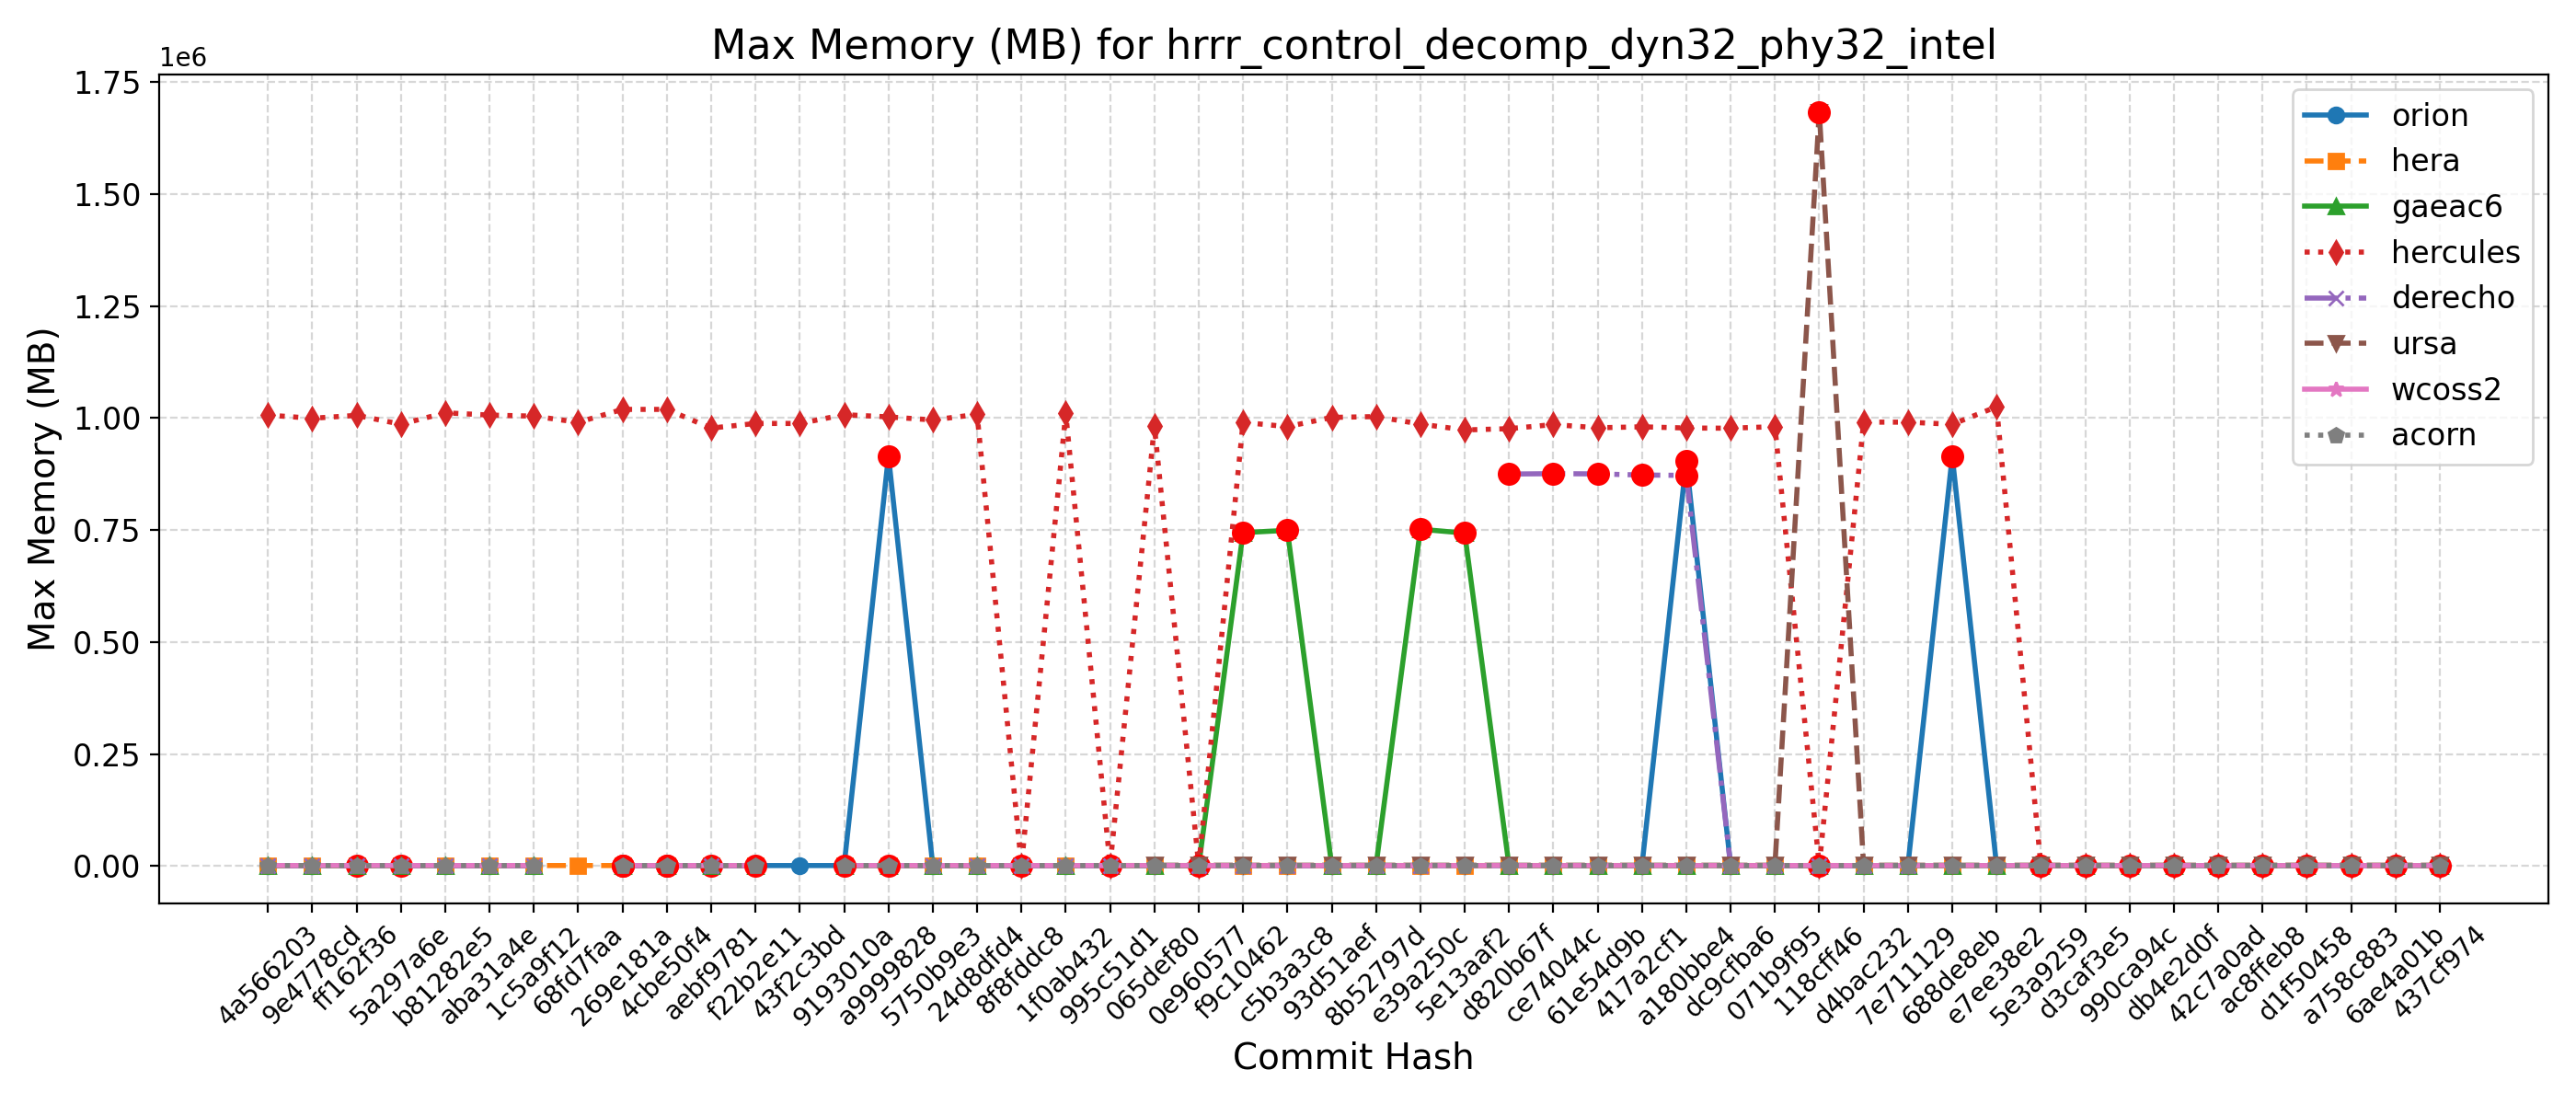 Max Memory (MB) for hrrr_control_decomp_dyn32_phy32_intel
1e6
1.75
1.50
1.25
1.00
0.75
0.50
0.25
0.00
Max Memory (MB)
orion
hera
gaeac6
hercules
derecho
ursa
wcoss2
acorn
4a566203
9e4778cd
ff162f36
5a297a6e
b81282e5
aba31a4e
1c5a9f12
68fd7faa
269e181a
4cbe50f4
aebf9781
f22b2e11
43f2c3bd
9193010a
a9999828
5750b9e3
24d8dfd4
8f8fddc8
1f0ab432
995c51d1
065def80
0e960577
f9c10462
c5b3a3c8
93d51aef
8b52797d
e39a250c
5e13aaf2
d820b67f
ce74044c
61e54d9b
417a2cf1
a180bbe4
dc9cfba6
071b9f95
118cff46
d4bac232
7e711129
688de8eb
e7ee38e2
5e3a9259
d3caf3e5
990ca94c
db4e2d0f
42c7a0ad
ac8ffeb8
d1f50458
a758c883
6ae4a01b
437cf974
Commit Hash